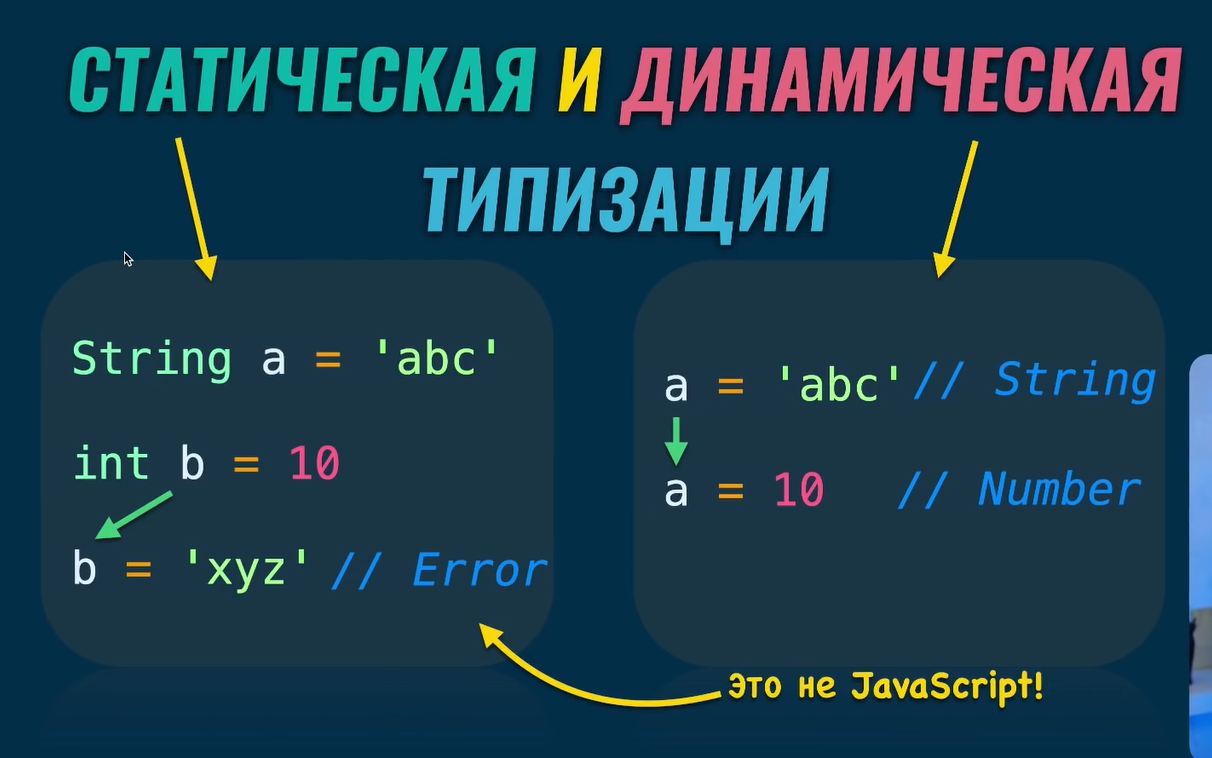 СТАТИЧЕСКАЯ И ДИНАМИЧЕСКАЯ
ТИПИЗАЦИИ
String a = 'abc'
int b = 10
b = 'xyz' // Error
a = 'abc' // String
a = 10 // Number
это не JavaScript!